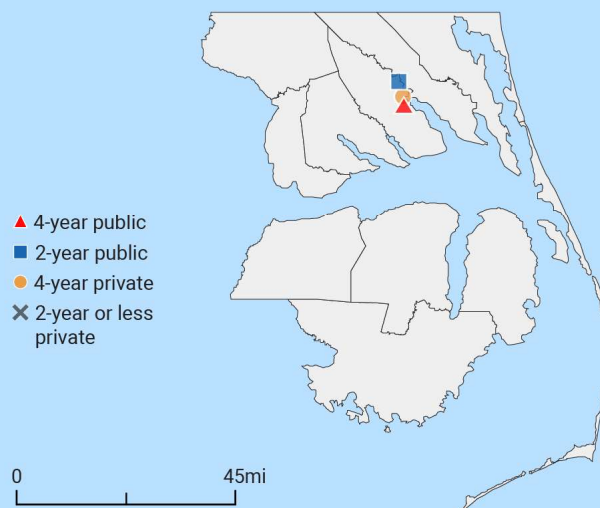 4-year public
2-year public
4-year private
2-year or less
private
0 45mi